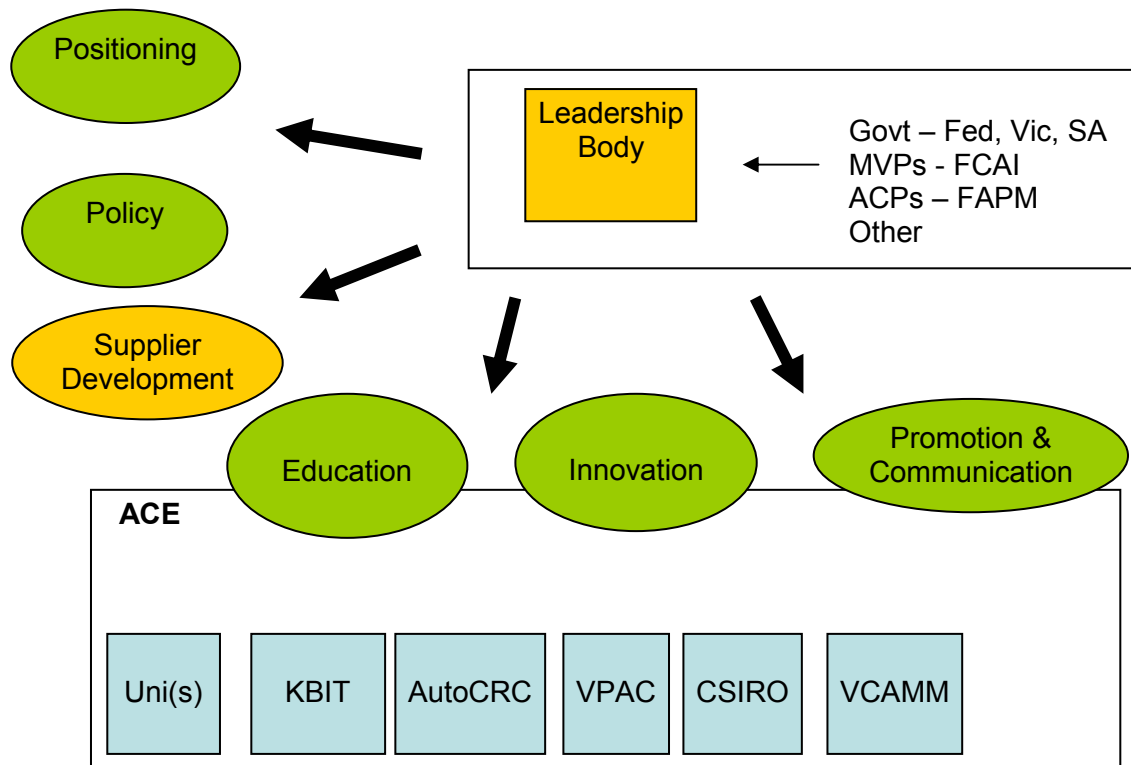 Positioning
Leadership
Body
Govt – Fed, Vic, SA
MVPs - FCAI
ACPs – FAPM
Other
Policy
Supplier
Development
Education
Innovation
Promotion &
Communication
ACE
Uni(s)
KBIT
AutoCRC
VPAC
CSIRO
VCAMM